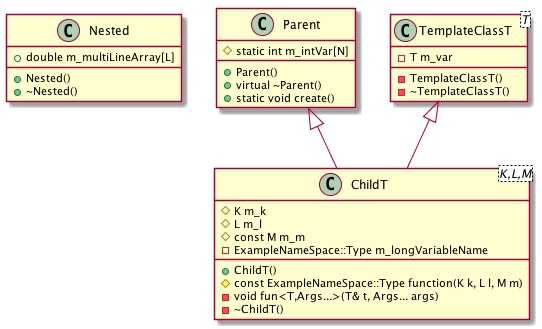 C Nested
double m_multiLineArray[L]
Nested()
~Nested()
C Parent
static int m_intVar[N]
Parent()
virtual ~Parent()
static void create()
T
C TemplateClassT
T m_var
TemplateClassT()
~TemplateClassT()
K,L,M
C ChildT
K m_k
L m_l
const M m_m
ExampleNameSpace::Type m_longVariableName
ChildT()
const ExampleNameSpace::Type function(K k, L l, M m)
void fun<T,Args...>(T& t, Args... args)
~ChildT()